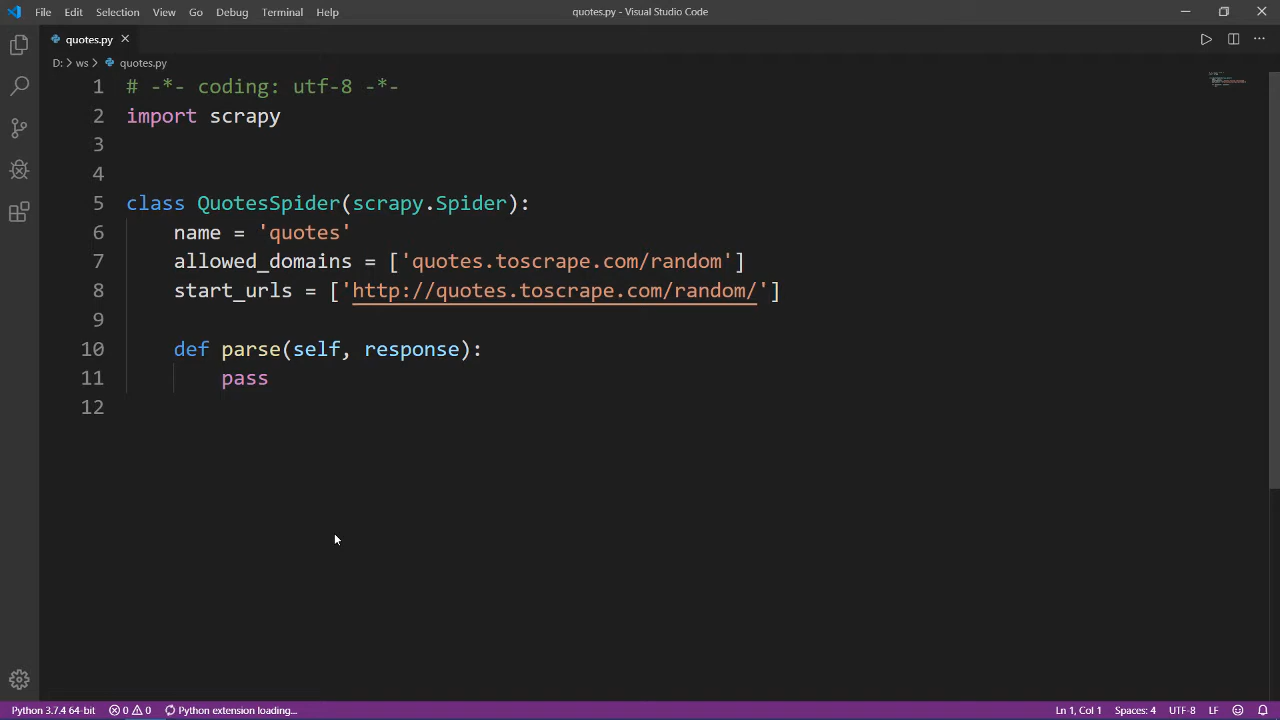 File Edit Selection View Go Debug Terminal Help quotes.py - Visual Studio Code
quotes.py
D: > ws > quotes.py
1 # -*- coding: utf-8 -*-
2 import scrapy
3
4
5 class QuotesSpider(scrapy.Spider):
6     name = 'quotes'
7     allowed_domains = ['quotes.toscrape.com/random']
8     start_urls = ['http://quotes.toscrape.com/random/']
9
10     def parse(self, response):
11         pass
12
Python 3.7.4 64-bit 0 0 Python extension loading... Ln 1, Col 1 Spaces: 4 UTF-8 LF